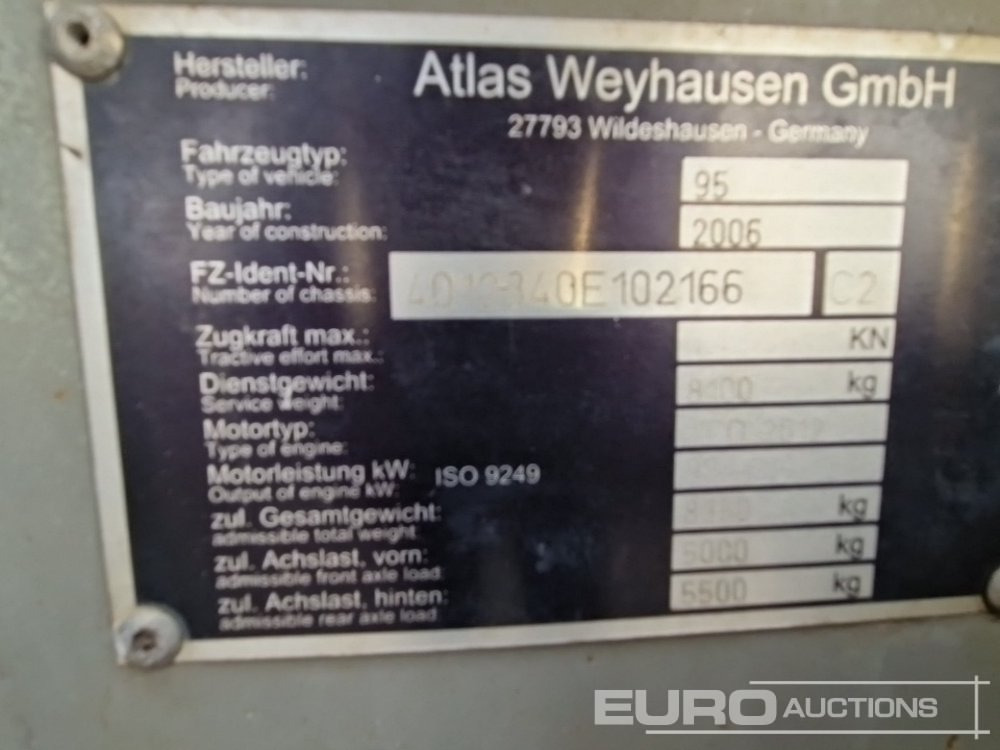 Hersteller: Atlas Weyhausen GmbH
Producer:
27793 Wildeshausen - Germany
Fahrzeugtyp:
Type of vehicle: 95
Baujahr:
Year of construction: 2006
FZ-Ident-Nr.:
Number of chassis: C2
Zugkraft max.: KN
Tractive effort max.:
Dienstgewicht: kg
Service weight:
Motortyp:
Type of engine:
Motorleistung kW: ISO 9249
Output of engine kW:
zul. Gesamtgewicht: kg
admissible total weight:
zul. Achslast, vorn: kg
admissible front axle load:
zul. Achslast, hinten: 5500 kg
admissible rear axle load:
EURO AUCTIONS